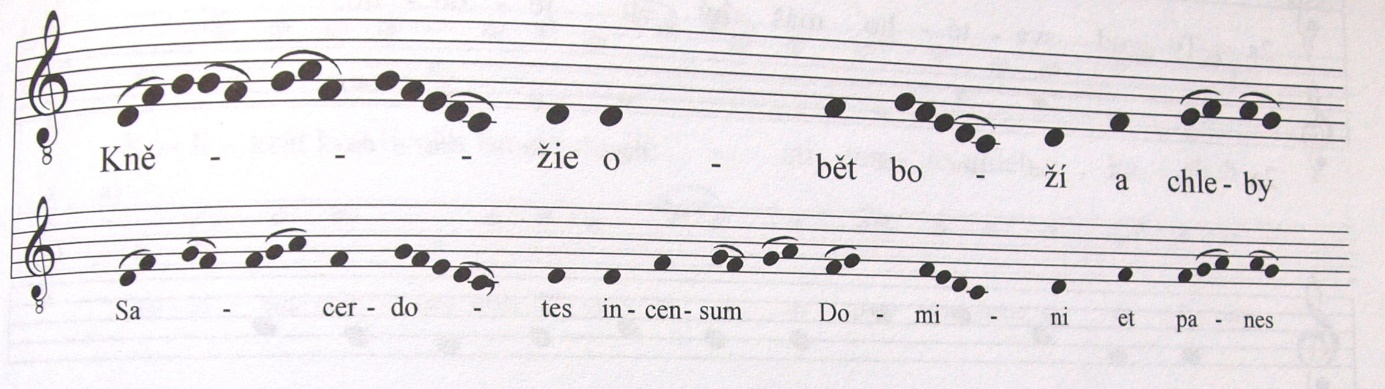 Kně - - - žie o - bět bo - ží a chle - by
Sa - cer - do - tes in - cen - sum Do - mi - ni et pa - nes